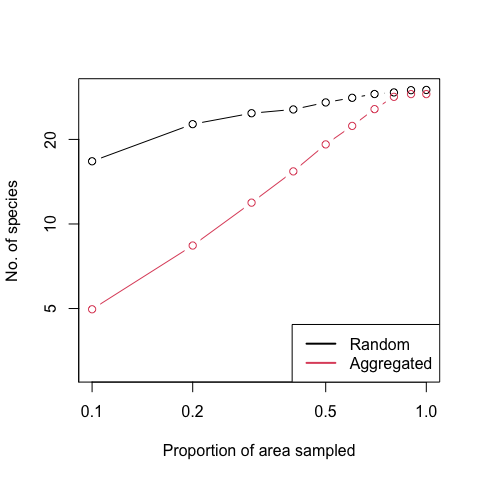 No. of species
20
10
5
0.1 0.2 0.5 1.0
Proportion of area sampled
Random
Aggregated